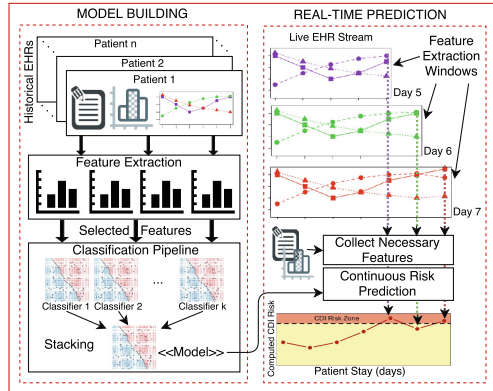 MODEL BUILDING
Historical EHRs
Patient n
Patient 2
Patient 1
Feature Extraction
Selected Features
Classification Pipeline
...
Classifier 1
Classifier 2
Classifier k
Stacking
<<Model>>
REAL-TIME PREDICTION
Live EHR Stream
Feature
Extraction
Windows
Day 5
Day 6
Day 7
Collect Necessary
Features
Continuous Risk
Prediction
Computed CDI Risk
CDI Risk Zone
Patient Stay (days)